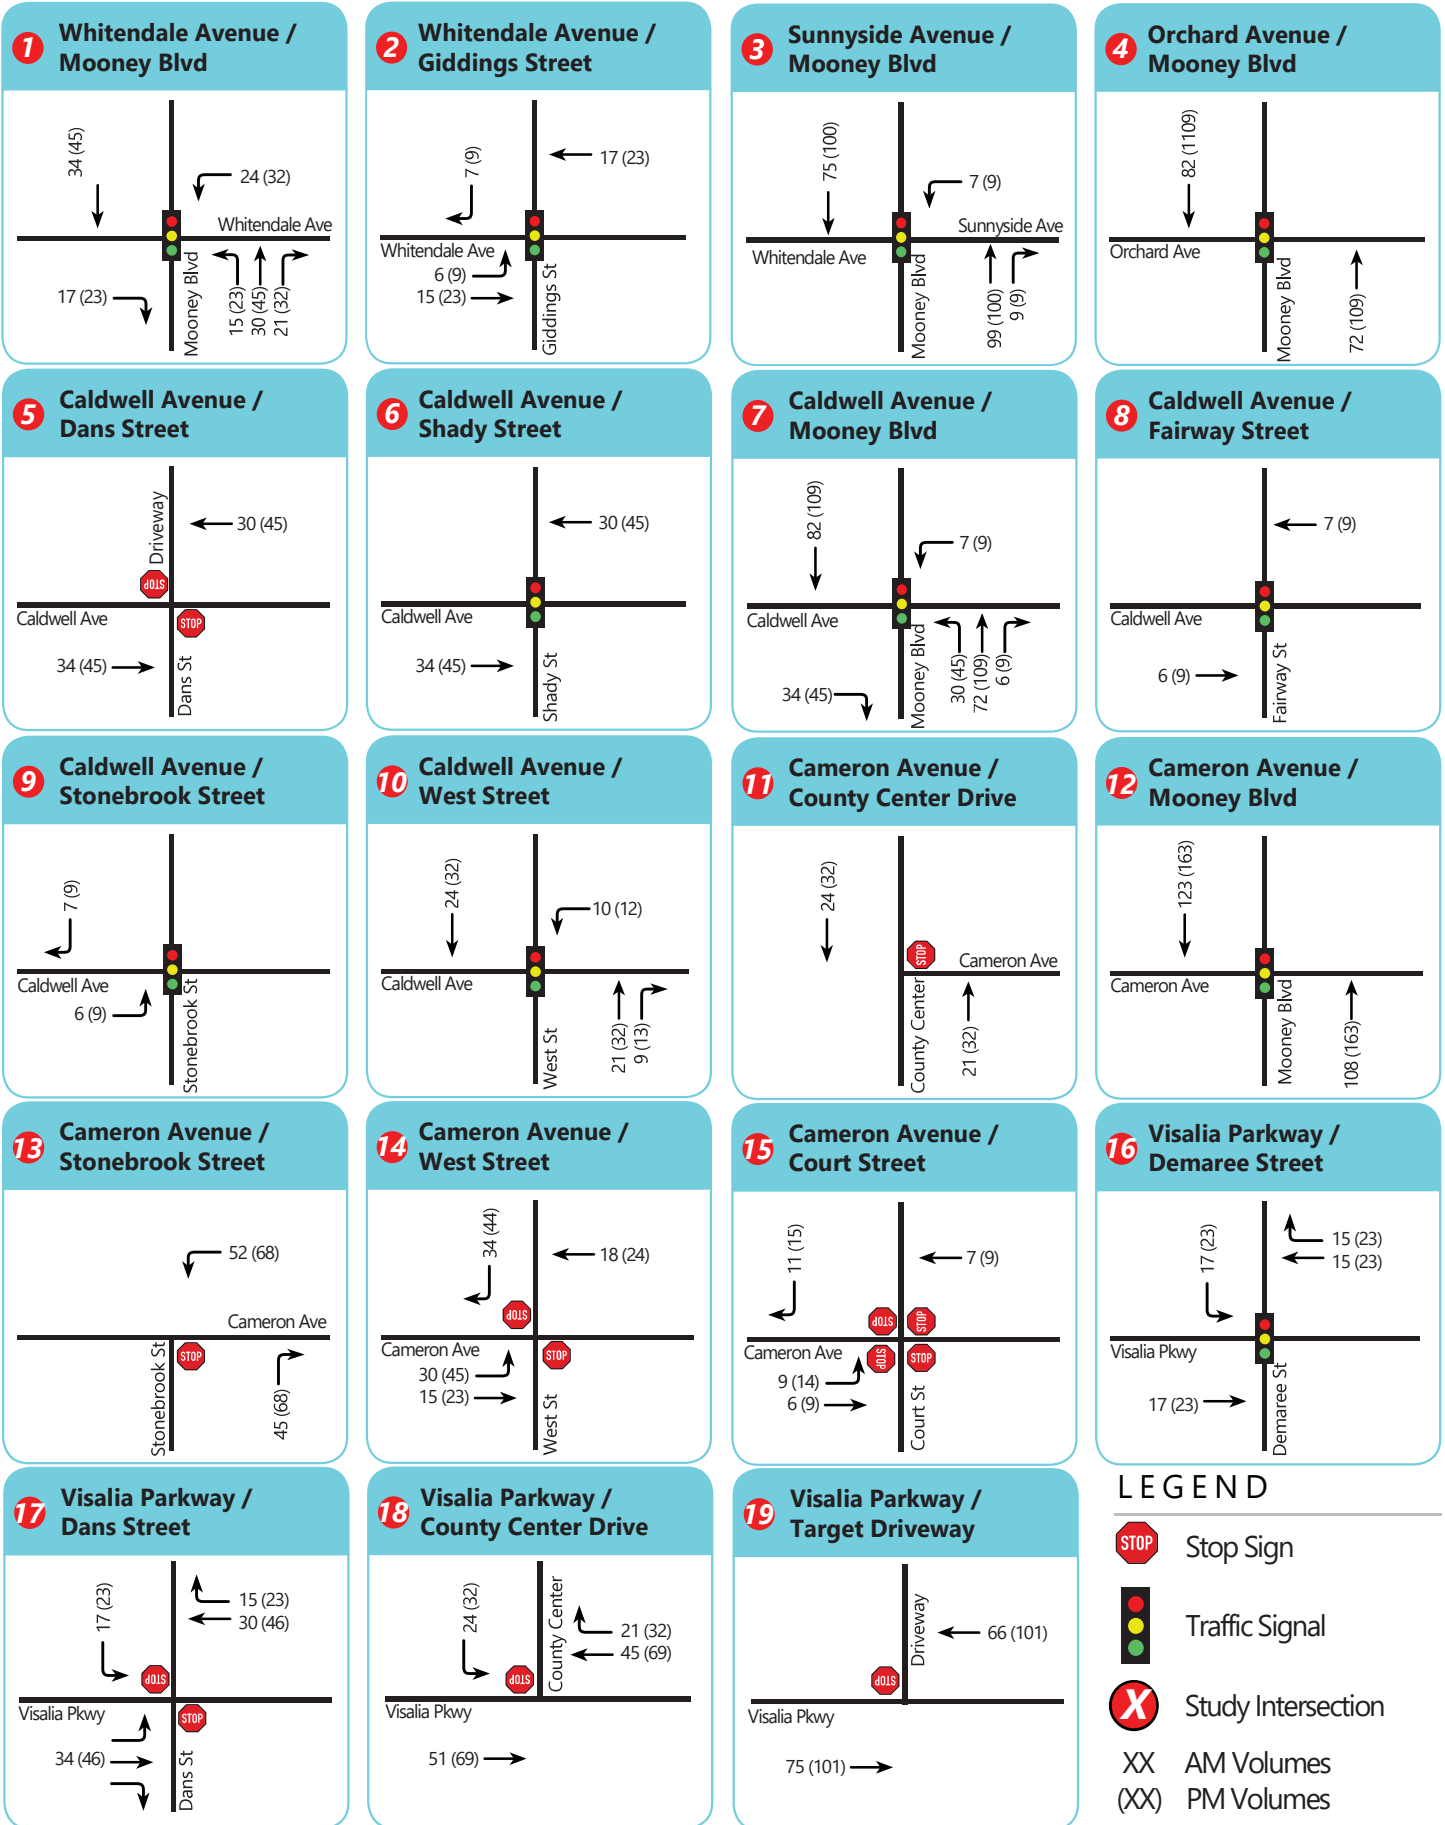 1
Whitendale Avenue /
Mooney Blvd
34 (45)
24 (32)
Whitendale Ave
17 (23)
Mooney Blvd
15 (23)
30 (45)
21 (32)
2
Whitendale Avenue /
Giddings Street
7 (9)
17 (23)
Whitendale Ave
6 (9)
15 (23)
Giddings St
3
Sunnyside Avenue /
Mooney Blvd
75 (100)
7 (9)
Sunnyside Ave
Whitendale Ave
Mooney Blvd
99 (100)
9 (9)
4
Orchard Avenue /
Mooney Blvd
82 (1109)
Orchard Ave
Mooney Blvd
72 (109)
5
Caldwell Avenue /
Dans Street
Driveway
30 (45)
STOP
Caldwell Ave
STOP
34 (45)
Dans St
6
Caldwell Avenue /
Shady Street
30 (45)
Caldwell Ave
34 (45)
Shady St
7
Caldwell Avenue /
Mooney Blvd
82 (109)
7 (9)
Caldwell Ave
34 (45)
Mooney Blvd
30 (45)
72 (109)
6 (9)
8
Caldwell Avenue /
Fairway Street
7 (9)
Caldwell Ave
6 (9)
Fairway St
9
Caldwell Avenue /
Stonebrook Street
7 (9)
Caldwell Ave
6 (9)
Stonebrook St
10
Caldwell Avenue /
West Street
24 (32)
10 (12)
Caldwell Ave
West St
21 (32)
9 (13)
11
Cameron Avenue /
County Center Drive
24 (32)
STOP
Cameron Ave
County Center
21 (32)
12
Cameron Avenue /
Mooney Blvd
123 (163)
Cameron Ave
Mooney Blvd
108 (163)
13
Cameron Avenue /
Stonebrook Street
52 (68)
Cameron Ave
Stonebrook St
STOP
45 (68)
14
Cameron Avenue /
West Street
34 (44)
18 (24)
STOP
Cameron Ave
STOP
30 (45)
15 (23)
West St
15
Cameron Avenue /
Court Street
11 (15)
7 (9)
STOP
STOP
Cameron Ave
STOP
STOP
9 (14)
6 (9)
Court St
16
Visalia Parkway /
Demaree Street
17 (23)
15 (23)
15 (23)
Visalia Pkwy
17 (23)
Demaree St
17
Visalia Parkway /
Dans Street
17 (23)
15 (23)
30 (46)
STOP
Visalia Pkwy
STOP
34 (46)
Dans St
18
Visalia Parkway /
County Center Drive
24 (32)
County Center
21 (32)
45 (69)
STOP
Visalia Pkwy
51 (69)
19
Visalia Parkway /
Target Driveway
Driveway
66 (101)
STOP
Visalia Pkwy
75 (101)
LEGEND
STOP Stop Sign
Traffic Signal
X Study Intersection
XX AM Volumes
(XX) PM Volumes